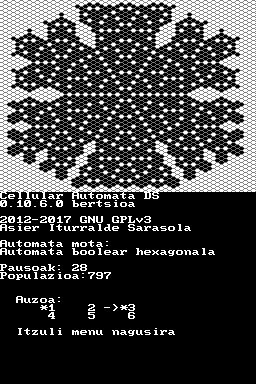 Cellular Automata DS
0.10.6.0 bertsioa
2012-2017 GNU GPLv3
Asier Iturralde Sarasola
Automata mota:
Automata boolear hexagonala
Pausoak: 28
Populazioa:797
Auzoa:
*1 2 ->*3
4 5 6
Itzuli menu nagusira